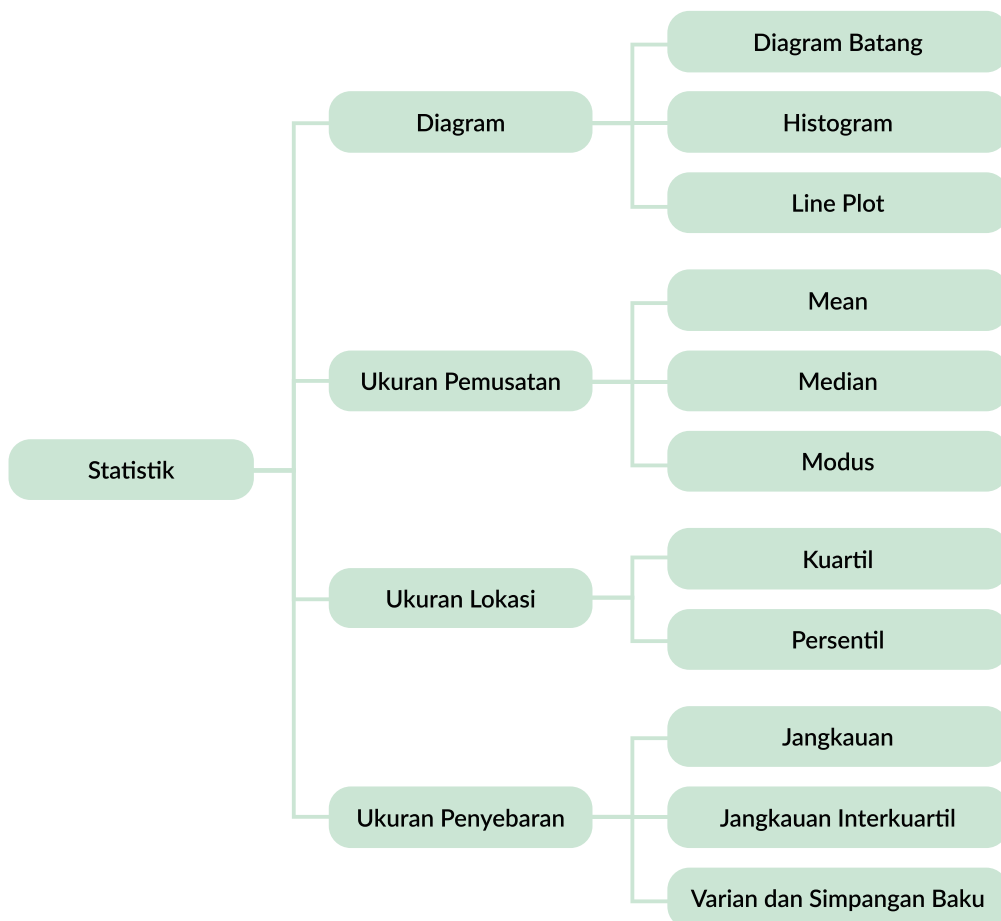 Statistik
Diagram
Diagram Batang
Histogram
Line Plot
Ukuran Pemusatan
Mean
Median
Modus
Ukuran Lokasi
Kuartil
Persentil
Ukuran Penyebaran
Jangkauan
Jangkauan Interkuartil
Varian dan Simpangan Baku